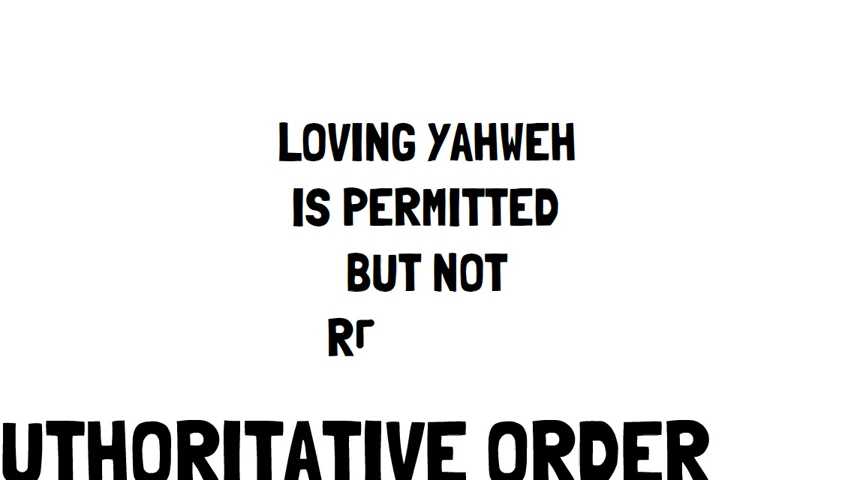 LOVING YAHWEH
IS PERMITTED
BUT NOT
UTHORITATIVE ORDER